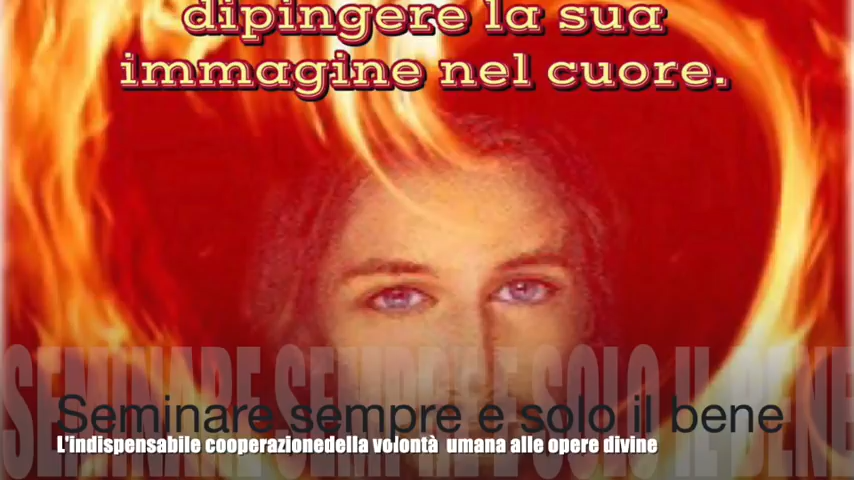 dipingere la sua
immagine nel cuore.
SEMINARE SEMPRE E SOLO IL BENE
Seminare sempre e solo il bene
L'indispensabile cooperazionedella volontà umana alle opere divine